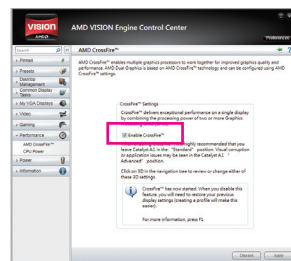 VISION
AMD
AMD VISION Engine Control Center
Preferences
Search
AMD CrossFire™
Pinned
Presets
Desktop
Management
Common Display
Tasks
My VGA Displays
Video
Gaming
Performance
AMD CrossFire™
CPU Power
Power
Information
AMD CrossFire™ enables multiple graphics processors to work together for improved graphics quality and
performance. AMD Dual Graphics is based on AMD CrossFire™ technology and can be configured using AMD
CrossFire™ settings.
CrossFire™ Settings
CrossFire™ delivers exceptional performance on a single display
by combining the processing power of two or more Graphics
Enable CrossFire™
highly recommended that you
leave Catalyst A.I. in the "Standard" position. Visual corruption
or application issues may be seen in the Catalyst A.I. "
Advanced" position.
Click on 3D in the navigation tree to review or change either of
these 3D settings.
CrossFire™ has now started. When you disable this
feature, you will need to restore your previous
display settings (creating a profile will make this
easier).
For more information, press F1.
Discard
Apply